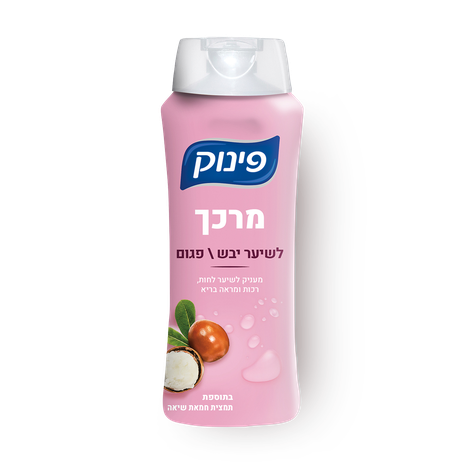 פינוק
מרכך
לשיער יבש \ פגום
מעניק לשיער לחות,
רכות ומראה בריא
בתוספת
תמצית חמאת שיאה